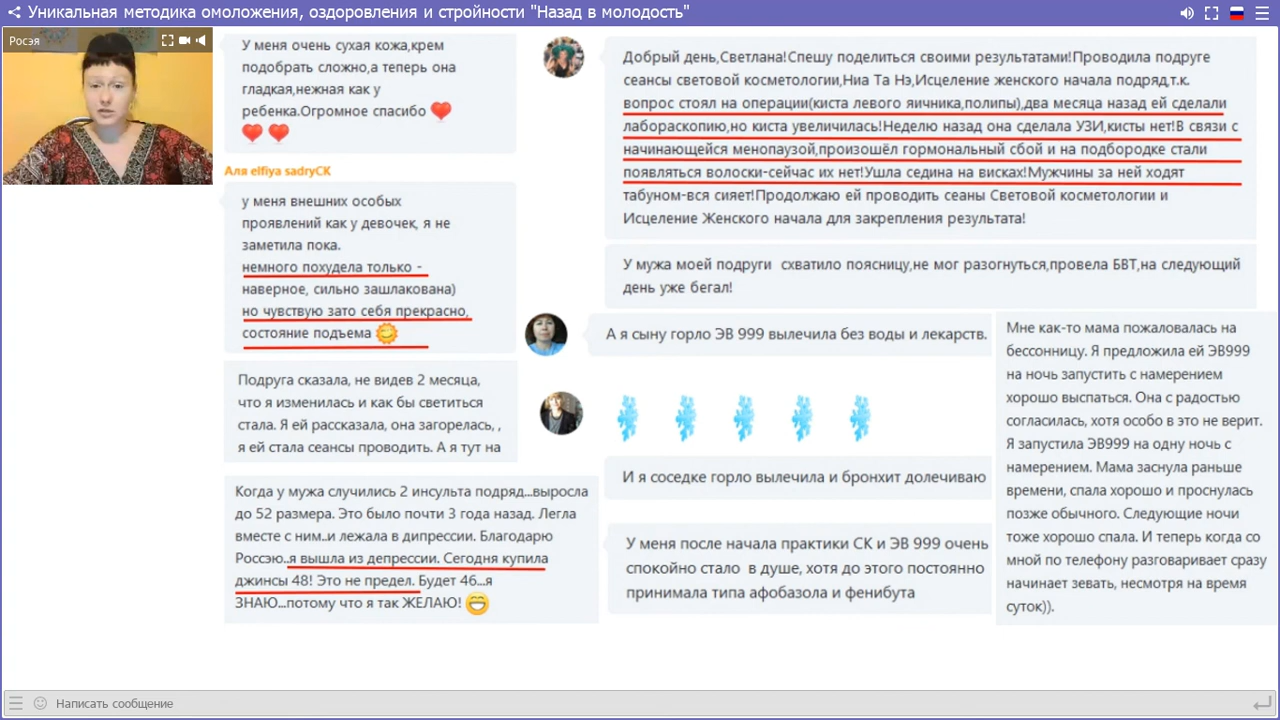 Уникальная методика омоложения, оздоровления и стройности "Назад в молодость"
Росэя
У меня очень сухая кожа,крем
подобрать сложно,а теперь она
гладкая,нежная как у
ребенка.Огромное спасибо
Аля elfiya sadryСК
у меня внешних особых
проявлений как у девочек, я не
заметила пока.
немного похудела только -
наверное, сильно зашлакована)
но чувствую зато себя прекрасно,
состояние подъема
Подруга сказала, не видев 2 месяца,
что я изменилась и как бы светиться
стала. Я ей рассказала, она загорелась, ,
я ей стала сеансы проводить. А я тут на
Когда у мужа случились 2 инсульта подряд...выросла
до 52 размера. Это было почти 3 года назад. Легла
вместе с ним..и лежала в дипрессии. Благодарю
Россэю..я вышла из депрессии. Сегодня купила
джинсы 48! Это не предел. Будет 46...я
ЗНАЮ...потому что я так ЖЕЛАЮ!
Добрый день,Светлана!Спешу поделиться своими результатами!Проводила подруге
сеансы световой косметологии,Ниа Та Нэ,Исцеление женского начала подряд,т.к.
вопрос стоял на операции(киста левого яичника,полипы),два месяца назад ей сделали
лабораскопию,но киста увеличилась!Неделю назад она сделала УЗИ,кисты нет!В связи с
начинающейся менопаузой,произошёл гормональный сбой и на подбородке стали
появляться волоски-сейчас их нет!Ушла седина на висках!Мужчины за ней ходят
табуном-вся сияет!Продолжаю ей проводить сеаны Световой косметологии и
Исцеление Женского начала для закрепления результата!
У мужа моей подруги схватило поясницу,не мог разогнуться,провела БВТ,на следующий
день уже бегал!
А я сыну горло ЭВ 999 вылечила без воды и лекарств.
И я соседке горло вылечила и бронхит долечиваю
У меня после начала практики СК и ЭВ 999 очень
спокойно стало в душе, хотя до этого постоянно
принимала типа афобазола и фенибута
Мне как-то мама пожаловалась на
бессонницу. Я предложила ей ЭВ999
на ночь запустить с намерением
хорошо выспаться. Она с радостью
согласилась, хотя особо в это не верит.
Я запустила ЭВ999 на одну ночь с
намерением. Мама заснула раньше
времени, спала хорошо и проснулась
позже обычного. Следующие ночи
тоже хорошо спала. И теперь когда со
мной по телефону разговаривает сразу
начинает зевать, несмотря на время
суток)).
Написать сообщение